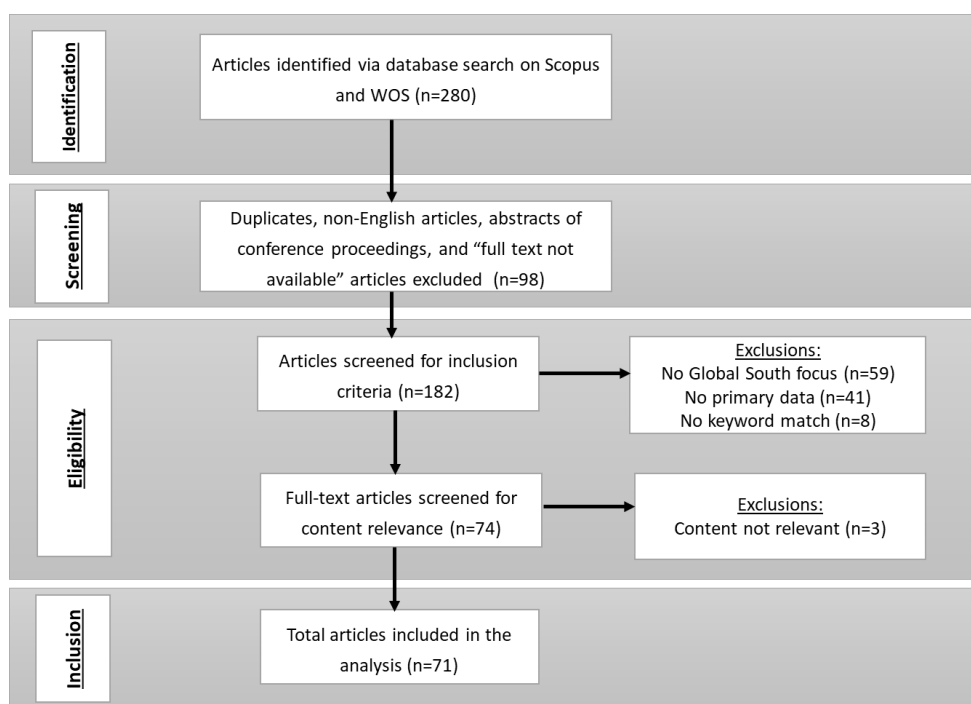 Identification
Articles identified via database search on Scopus
and WOS (n=280)
Screening
Duplicates, non-English articles, abstracts of
conference proceedings, and “full text not
available” articles excluded (n=98)
Eligibility
Articles screened for inclusion
criteria (n=182)
Exclusions:
No Global South focus (n=59)
No primary data (n=41)
No keyword match (n=8)
Full-text articles screened for
content relevance (n=74)
Exclusions:
Content not relevant (n=3)
Inclusion
Total articles included in the
analysis (n=71)